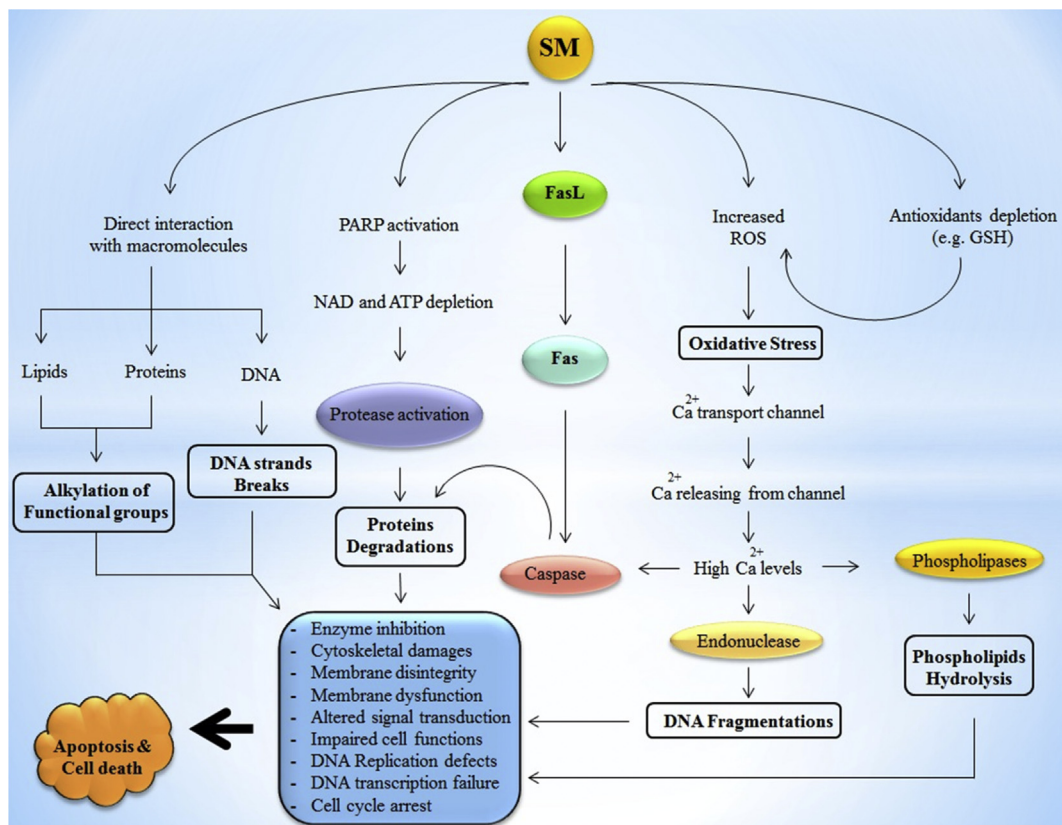 SM
FasL
Direct interaction
with macromolecules
PARP activation
Increased
ROS
Antioxidants depletion
(e.g. GSH)
NAD and ATP depletion
Lipids
Proteins
DNA
Fas
Oxidative Stress
Protease activation
Ca2+ transport channel
DNA strands
Breaks
Alkylation of
Functional groups
Ca2+ releasing from channel
Proteins
Degradations
Caspase
High Ca2+ levels
Phospholipases
Endonuclease
Phospholipids
Hydrolysis
DNA Fragmentations
- Enzyme inhibition
- Cytoskeletal damages
- Membrane disintegrity
- Membrane dysfunction
- Altered signal transduction
- Impaired cell functions
- DNA Replication defects
- DNA transcription failure
- Cell cycle arrest
Apoptosis &
Cell death